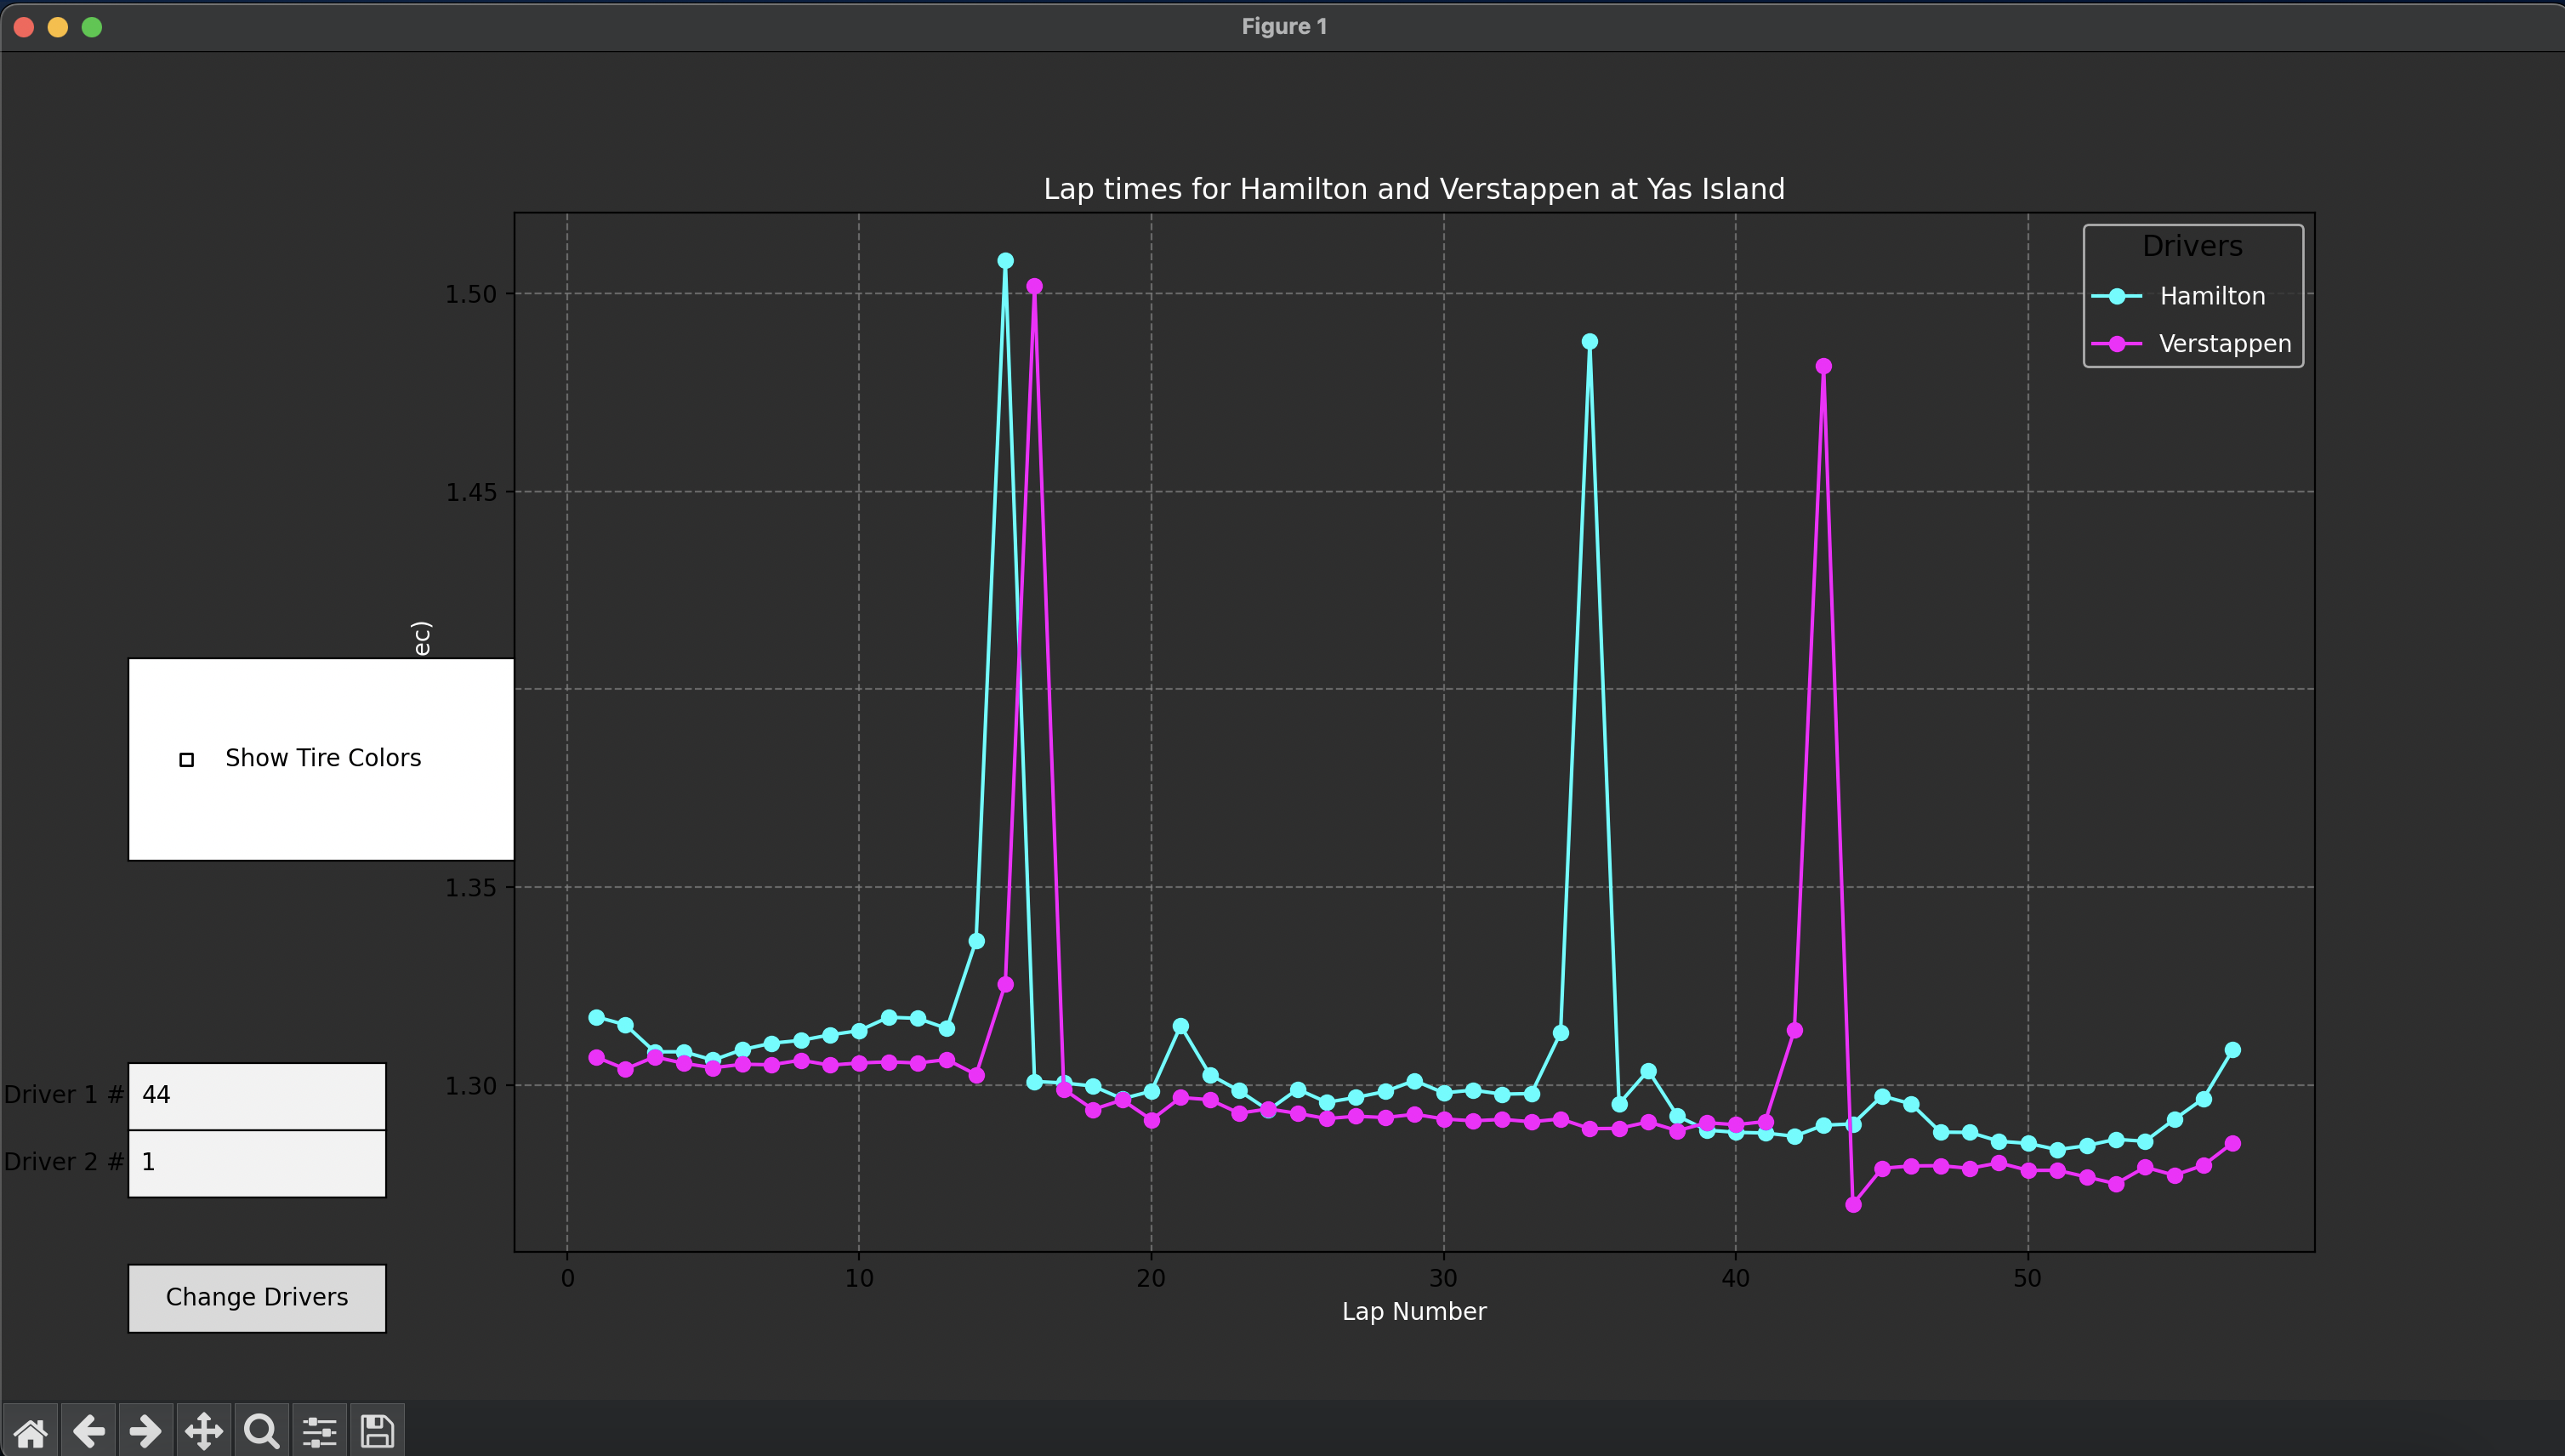 Figure 1
Lap times for Hamilton and Verstappen at Yas Island
Drivers
Hamilton
Verstappen
1.50
1.45
ec)
Show Tire Colors
1.35
1.30
Driver 1 # 44
Driver 2 # 1
Change Drivers
0 10 20 30 40 50
Lap Number